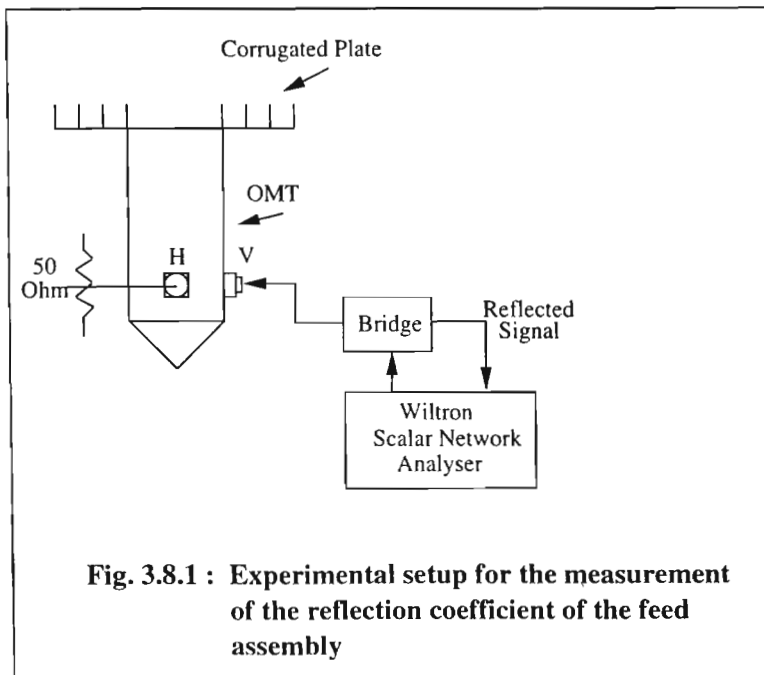 Corrugated Plate
OMT
H
V
50
Ohm
Bridge
Reflected
Signal
Wiltron
Scalar Network
Analyser
Fig. 3.8.1 : Experimental setup for the measurement
of the reflection coefficient of the feed
assembly